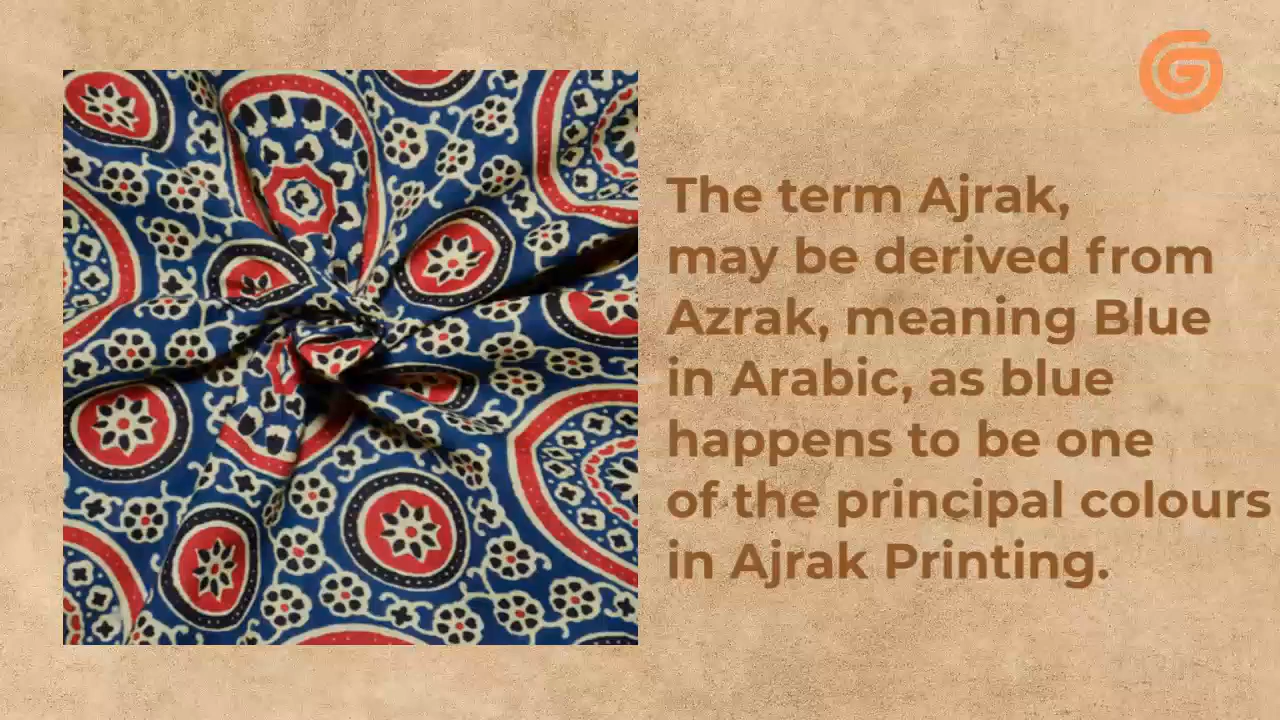 The term Ajrak,
may be derived from
Azrak, meaning Blue
in Arabic, as blue
happens to be one
of the principal colours
in Ajrak Printing.